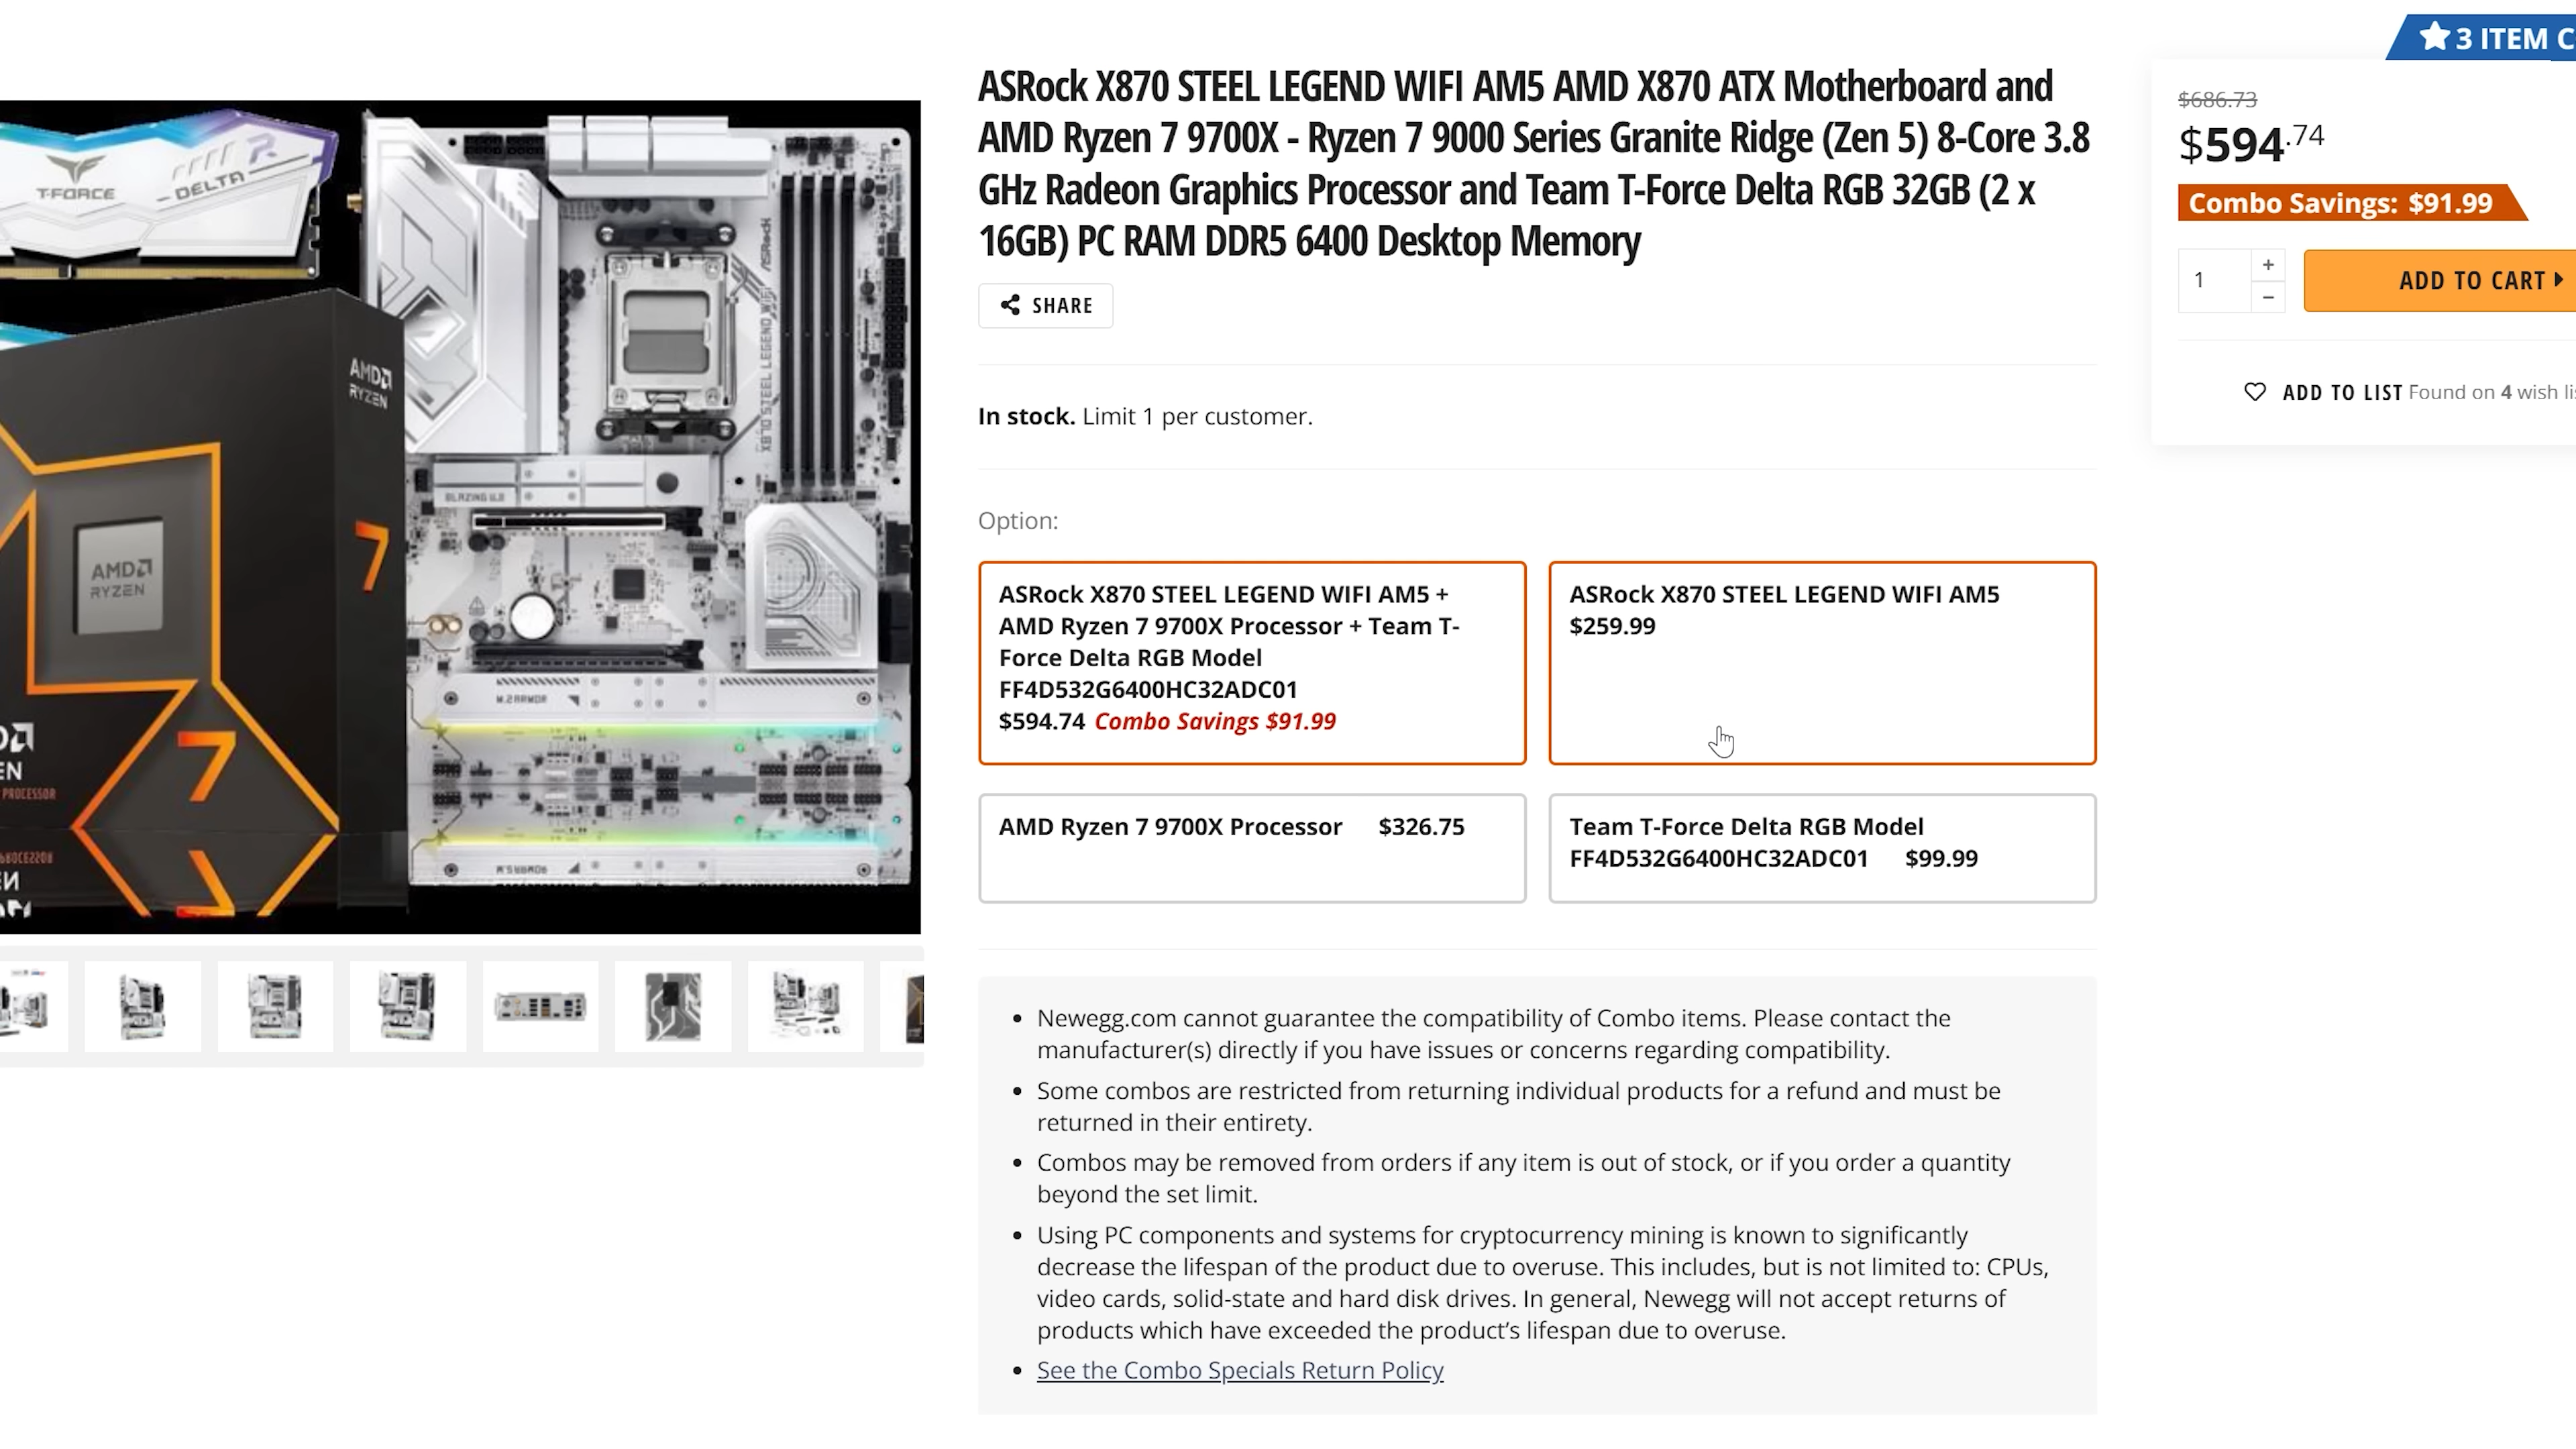 3 ITEM C
ASRock X870 STEEL LEGEND WIFI AM5 AMD X870 ATX Motherboard and
AMD Ryzen 7 9700X - Ryzen 7 9000 Series Granite Ridge (Zen 5) 8-Core 3.8
GHz Radeon Graphics Processor and Team T-Force Delta RGB 32GB (2 x
16GB) PC RAM DDR5 6400 Desktop Memory
SHARE
In stock. Limit 1 per customer.
Option:
ASRock X870 STEEL LEGEND WIFI AM5 +
AMD Ryzen 7 9700X Processor + Team T-
Force Delta RGB Model
FF4D532G6400HC32ADC01
$594.74 Combo Savings $91.99
ASRock X870 STEEL LEGEND WIFI AM5
$259.99
AMD Ryzen 7 9700X Processor $326.75
Team T-Force Delta RGB Model
FF4D532G6400HC32ADC01 $99.99
• Newegg.com cannot guarantee the compatibility of Combo items. Please contact the
manufacturer(s) directly if you have issues or concerns regarding compatibility.
• Some combos are restricted from returning individual products for a refund and must be
returned in their entirety.
• Combos may be removed from orders if any item is out of stock, or if you order a quantity
beyond the set limit.
• Using PC components and systems for cryptocurrency mining is known to significantly
decrease the lifespan of the product due to overuse. This includes, but is not limited to: CPUs,
video cards, solid-state and hard disk drives. In general, Newegg will not accept returns of
products which have exceeded the product’s lifespan due to overuse.
• See the Combo Specials Return Policy
$686.73
$594.74
Combo Savings: $91.99
1
+
−
ADD TO CART
ADD TO LIST Found on 4 wish lis
T-FORCE
DELTA
R
AMD
RYZEN
7
AMD
RYZEN
7
PROCESSOR
ASRock
X870 STEEL LEGEND WIFI
BLAZING M.2
M.2 ARMOR